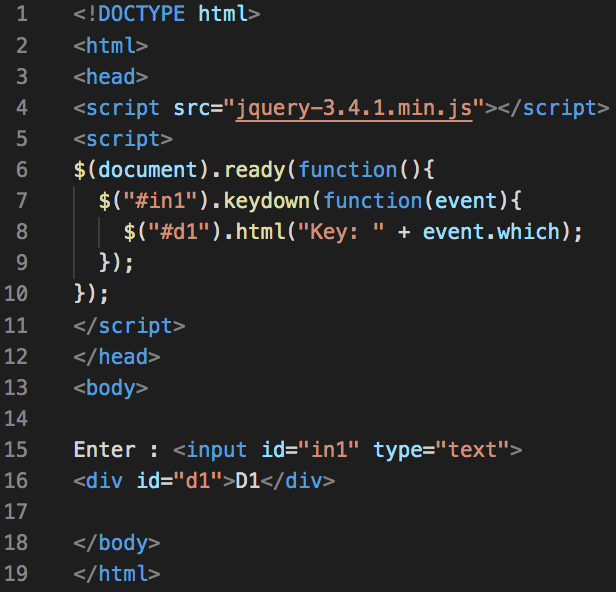 1 <!DOCTYPE html>
2 <html>
3 <head>
4 <script src="jquery-3.4.1.min.js"></script>
5 <script>
6 $(document).ready(function(){
7   $("#in1").keydown(function(event){
8     $("#d1").html("Key: " + event.which);
9   });
10 });
11 </script>
12 </head>
13 <body>
14
15 Enter : <input id="in1" type="text">
16 <div id="d1">D1</div>
17
18 </body>
19 </html>